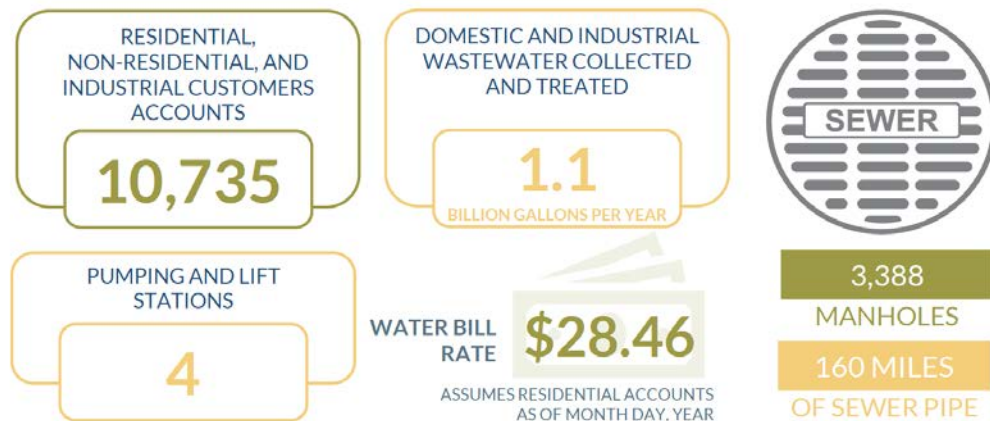 RESIDENTIAL,
NON-RESIDENTIAL, AND
INDUSTRIAL CUSTOMERS
ACCOUNTS
10,735
DOMESTIC AND INDUSTRIAL
WASTEWATER COLLECTED
AND TREATED
1.1
BILLION GALLONS PER YEAR
SEWER
PUMPING AND LIFT
STATIONS
4
WATER BILL
RATE
$28.46
ASSUMES RESIDENTIAL ACCOUNTS
AS OF MONTH DAY, YEAR
3,388
MANHOLES
160 MILES
OF SEWER PIPE